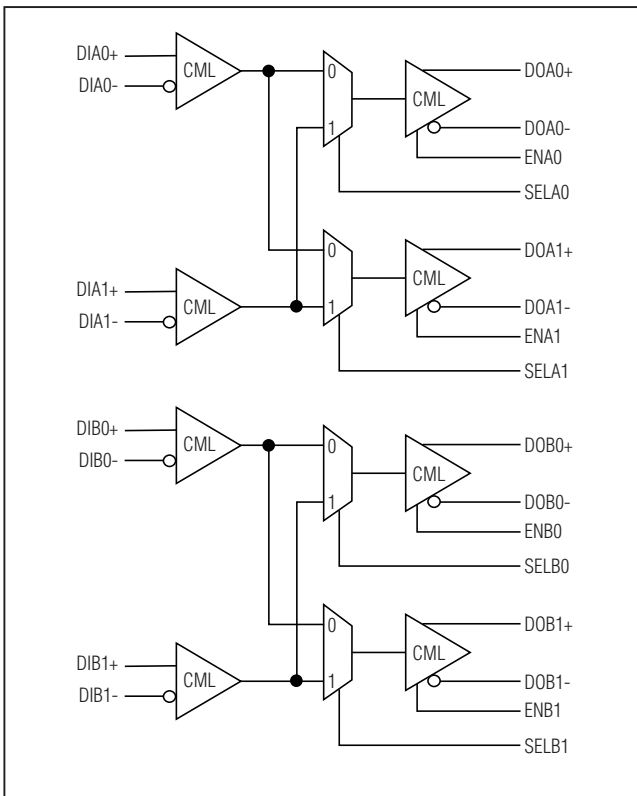 DIA0+
DIA0-
CML
0
1
CML
DOA0+
DOA0-
ENA0
SELA0
DIA1+
DIA1-
CML
0
1
CML
DOA1+
DOA1-
ENA1
SELA1
DIB0+
DIB0-
CML
0
1
CML
DOB0+
DOB0-
ENB0
SELB0
DIB1+
DIB1-
CML
0
1
CML
DOB1+
DOB1-
ENB1
SELB1